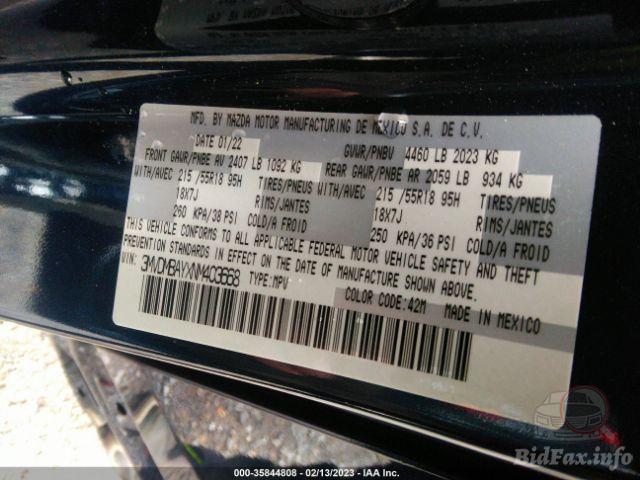 MFD. BY MAZDA MOTOR MANUFACTURING DE MEXICO S.A. DE C.V.
DATE 01/22 GVWR/PNBV 4460 LB 2023 KG
FRONT GAWR/PNBE AV 2407 LB 1092 KG REAR GAWR/PNBE AR 2059 LB 934 KG
WITH/AVEC 215 /55R18 95H TIRES/PNEUS WITH/AVEC 215 /55R18 95H TIRES/PNEUS
18X7J RIMS/JANTES 18X7J RIMS/JANTES
260 KPA/38 PSI COLD/A FROID 250 KPA/36 PSI COLD/A FROID
THIS VEHICLE CONFORMS TO ALL APPLICABLE FEDERAL MOTOR VEHICLE SAFETY AND THEFT
PREVENTION STANDARDS IN EFFECT ON THE DATE OF MANUFACTURE SHOWN ABOVE.
VIN: 3MVDMBAYXNM403668 TYPE:MPV
COLOR CODE:42M MADE IN MEXICO
BidFax.info
000-35844808 - 02/13/2023 - IAA Inc.